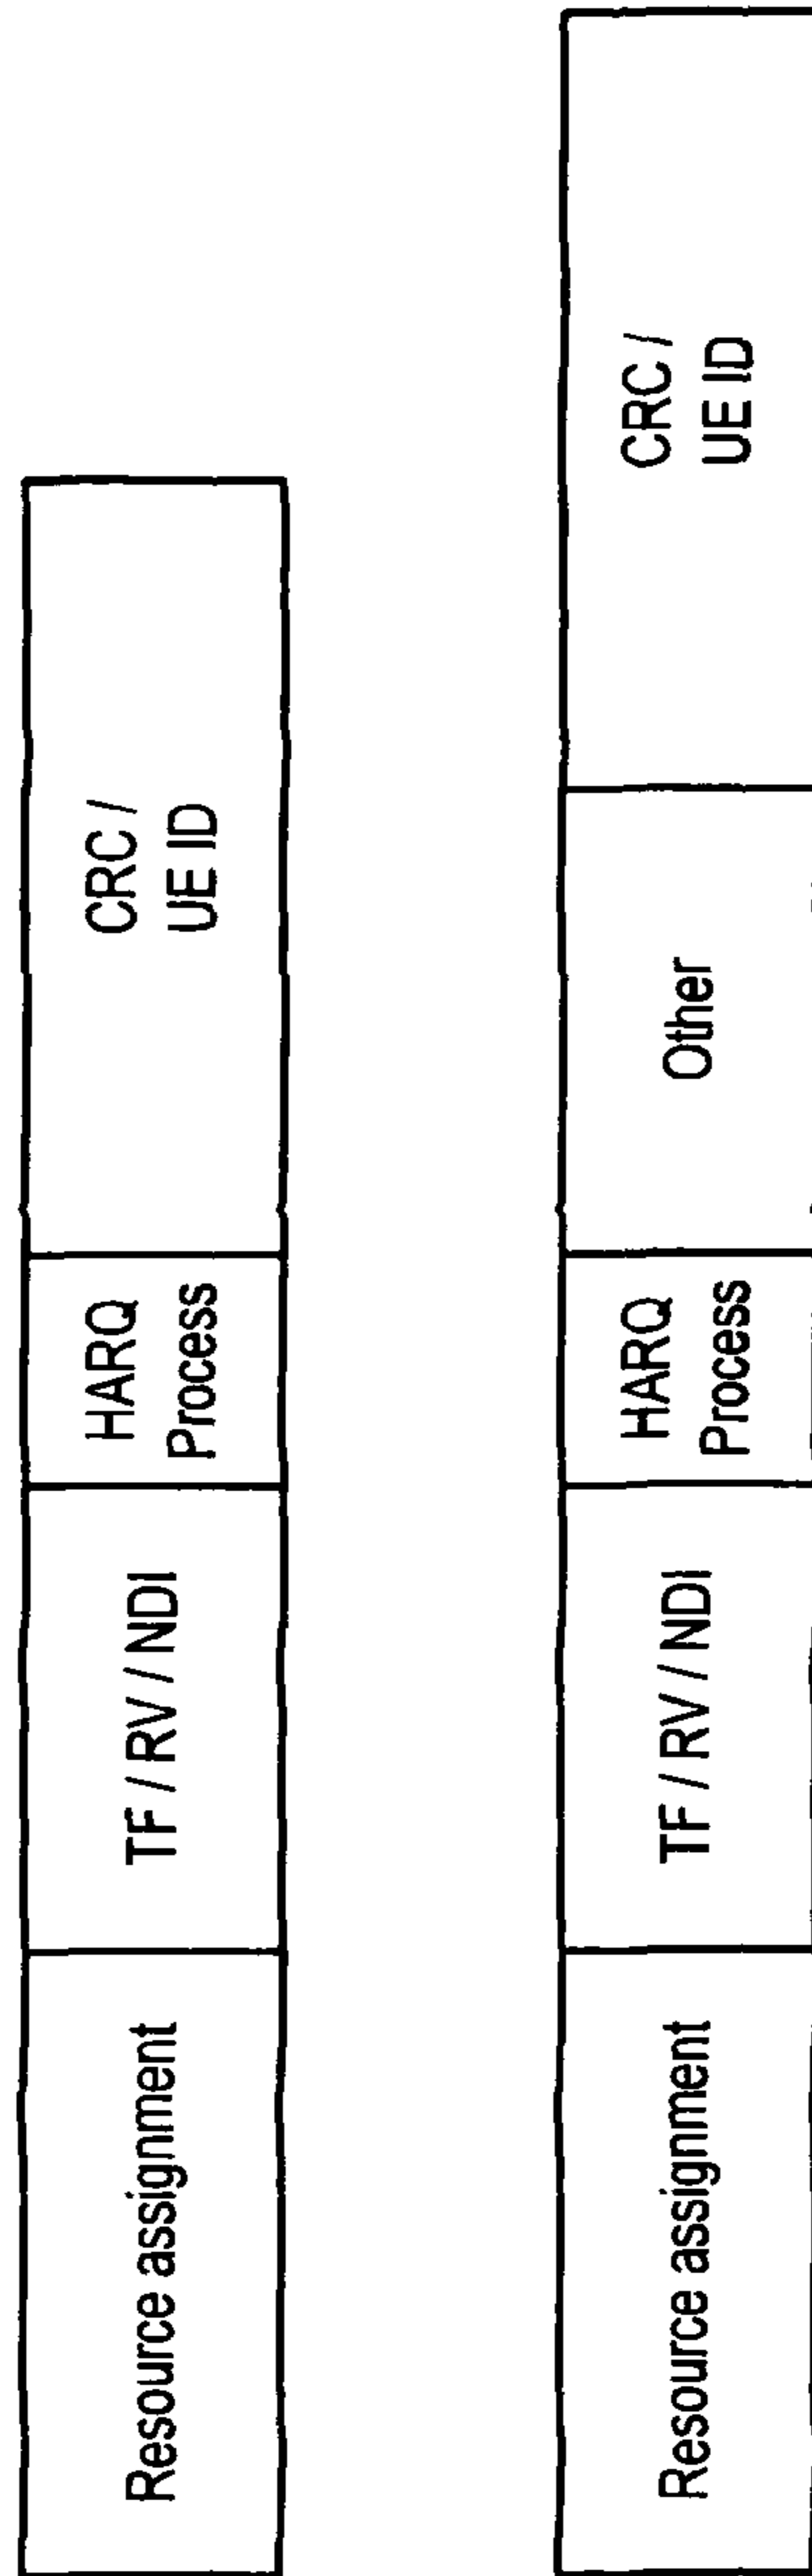 Resource assignment
TF / RV / NDI
HARQ
Process
CRC /
UE ID
Resource assignment
TF / RV / NDI
HARQ
Process
Other
CRC /
UE ID